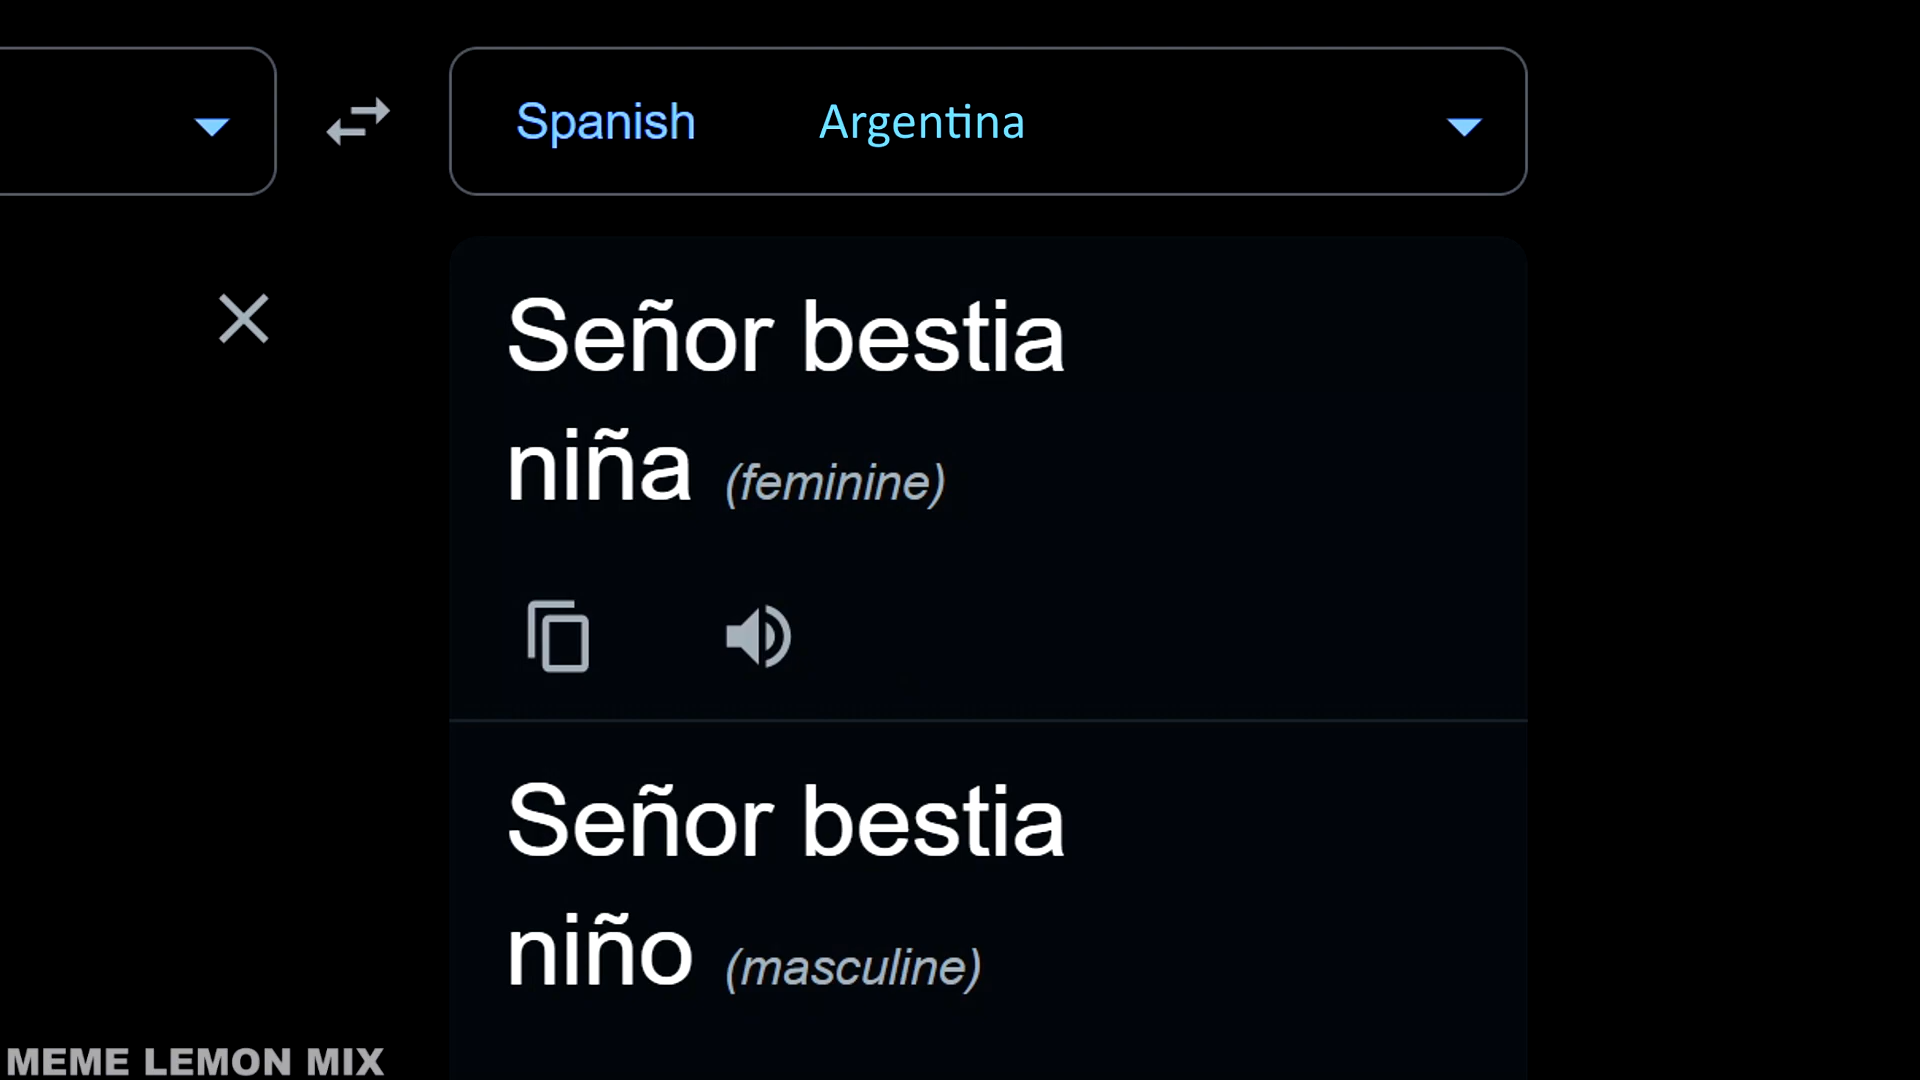 Spanish Argentina
Señor bestia
niña (feminine)
Señor bestia
niño (masculine)
MEME LEMON MIX